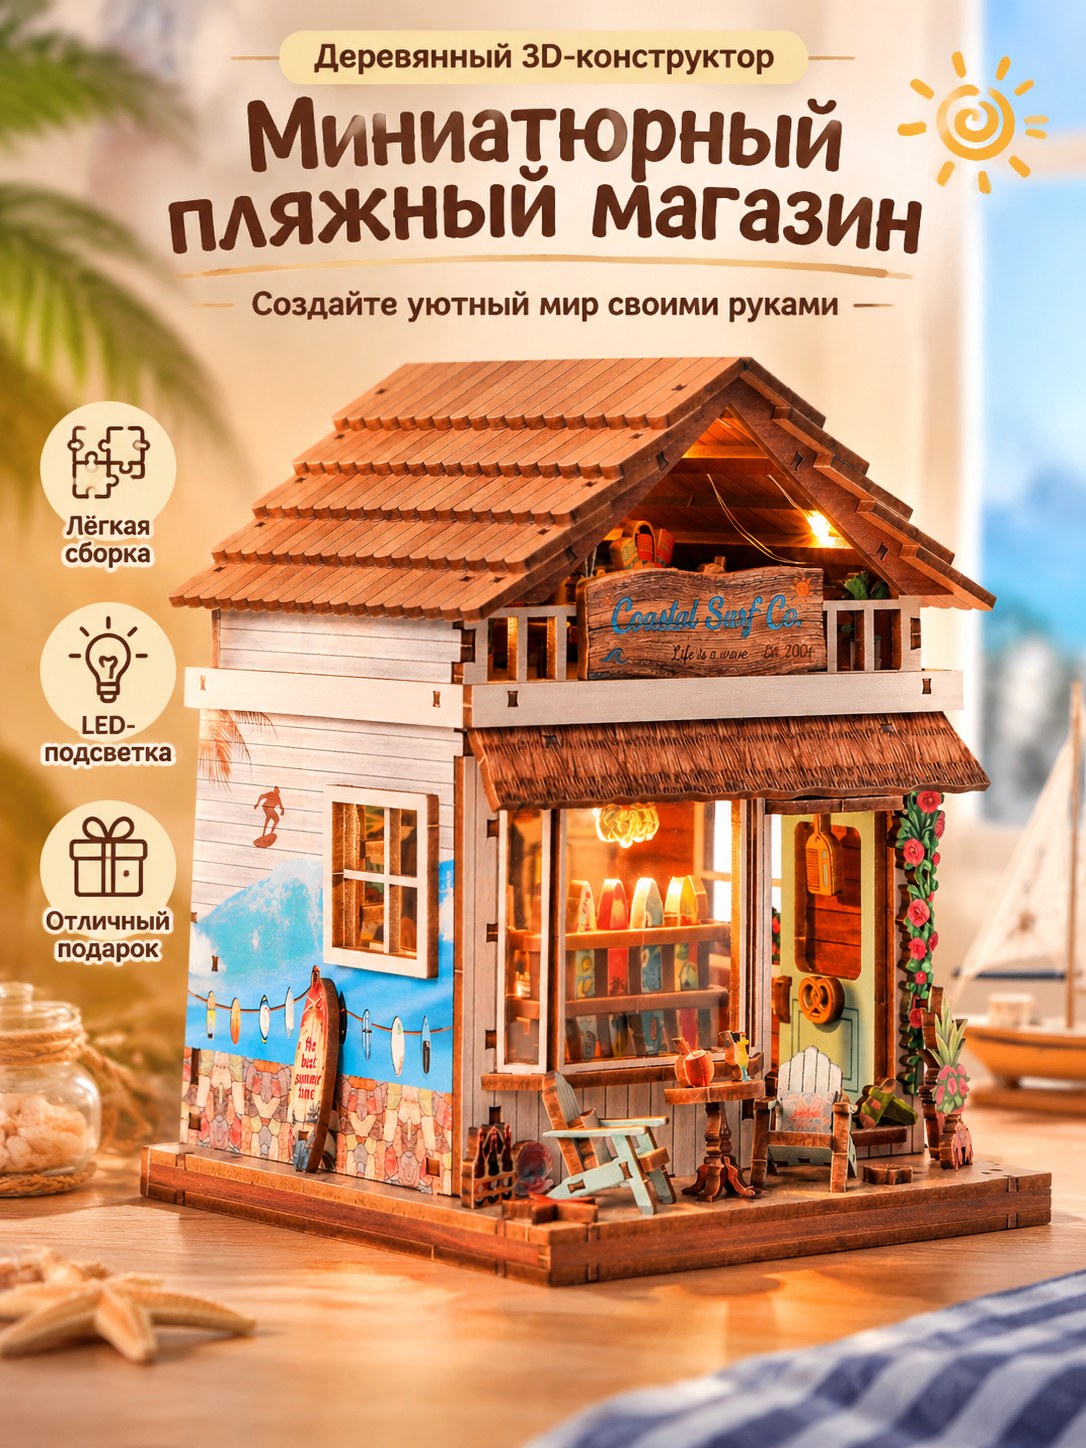 Деревянный 3D-конструктор
Миниатюрный
пляжный магазин
Создайте уютный мир своими руками
Лёгкая
сборка
LED-
подсветка
Отличный
подарок
Coastal Surf Co.
Life is a wave Est. 2004
the
best
summer
time